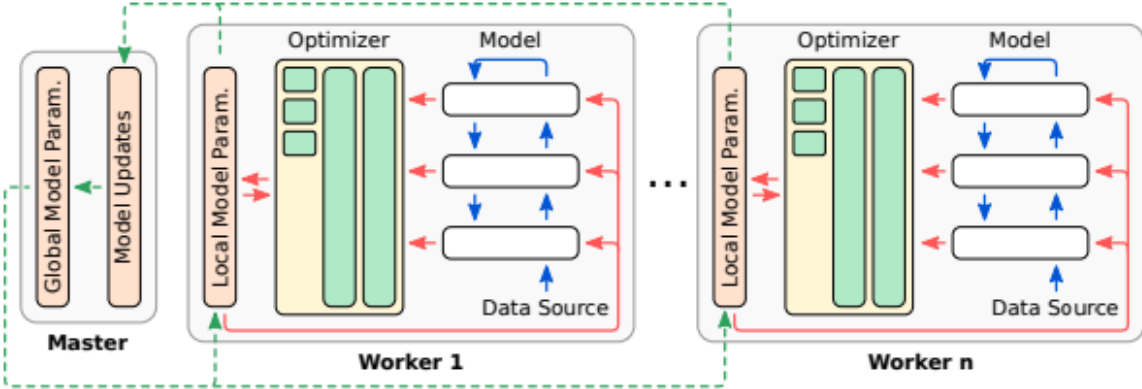 Global Model Param.
Model Updates
Master
Optimizer
Model
Local Model Param.
Data Source
Worker 1
...
Optimizer
Model
Local Model Param.
Data Source
Worker n